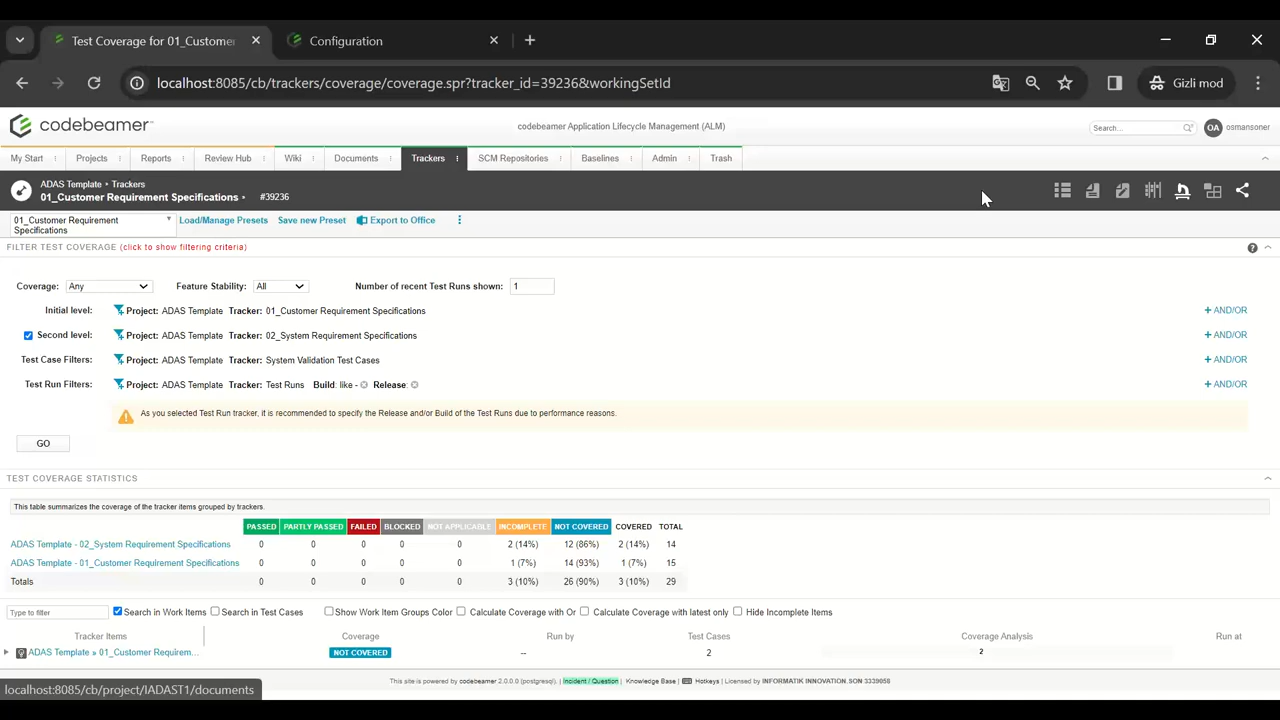 Test Coverage for 01_Custome
Configuration
localhost:8085/cb/trackers/coverage/coverage.spr?tracker_id=39236&workingSetId
Gizli mod
codebeamer
codebeamer Application Lifecycle Management (ALM)
Search...
OA osmansoner
My Start Projects Reports Review Hub Wiki Documents Trackers SCM Repositories Baselines Admin Trash
ADAS Template • Trackers
01_Customer Requirement Specifications • #39236
01_Customer Requirement
Specifications
Load/Manage Presets Save new Preset Export to Office
FILTER TEST COVERAGE (click to show filtering criteria)
Coverage: Any Feature Stability: All Number of recent Test Runs shown: 1
Initial level: Project: ADAS Template Tracker: 01_Customer Requirement Specifications + AND/OR
Second level: Project: ADAS Template Tracker: 02_System Requirement Specifications + AND/OR
Test Case Filters: Project: ADAS Template Tracker: System Validation Test Cases + AND/OR
Test Run Filters: Project: ADAS Template Tracker: Test Runs Build: like - Release: + AND/OR
As you selected Test Run tracker, it is recommended to specify the Release and/or Build of the Test Runs due to performance reasons.
GO
TEST COVERAGE STATISTICS
This table summarizes the coverage of the tracker items grouped by trackers.
PASSED PARTLY PASSED FAILED BLOCKED NOT APPLICABLE INCOMPLETE NOT COVERED COVERED TOTAL
ADAS Template - 02_System Requirement Specifications 0 0 0 0 0 2 (14%) 12 (86%) 2 (14%) 14
ADAS Template - 01_Customer Requirement Specifications 0 0 0 0 0 1 (7%) 14 (93%) 1 (7%) 15
Totals 0 0 0 0 0 3 (10%) 26 (90%) 3 (10%) 29
Type to filter Search in Work Items Search in Test Cases Show Work Item Groups Color Calculate Coverage with Or Calculate Coverage with latest only Hide Incomplete Items
Tracker Items Coverage Run by Test Cases Coverage Analysis Run at
ADAS Template » 01_Customer Requirem... NOT COVERED -- 2 2
This site is powered by codebeamer 2.0.0.0 (postgresql). | Incident / Question | Knowledge Base | Hotkeys | Licensed by INFORMATIK INNOVATION.SON 3339058
localhost:8085/cb/project/IADAST1/documents